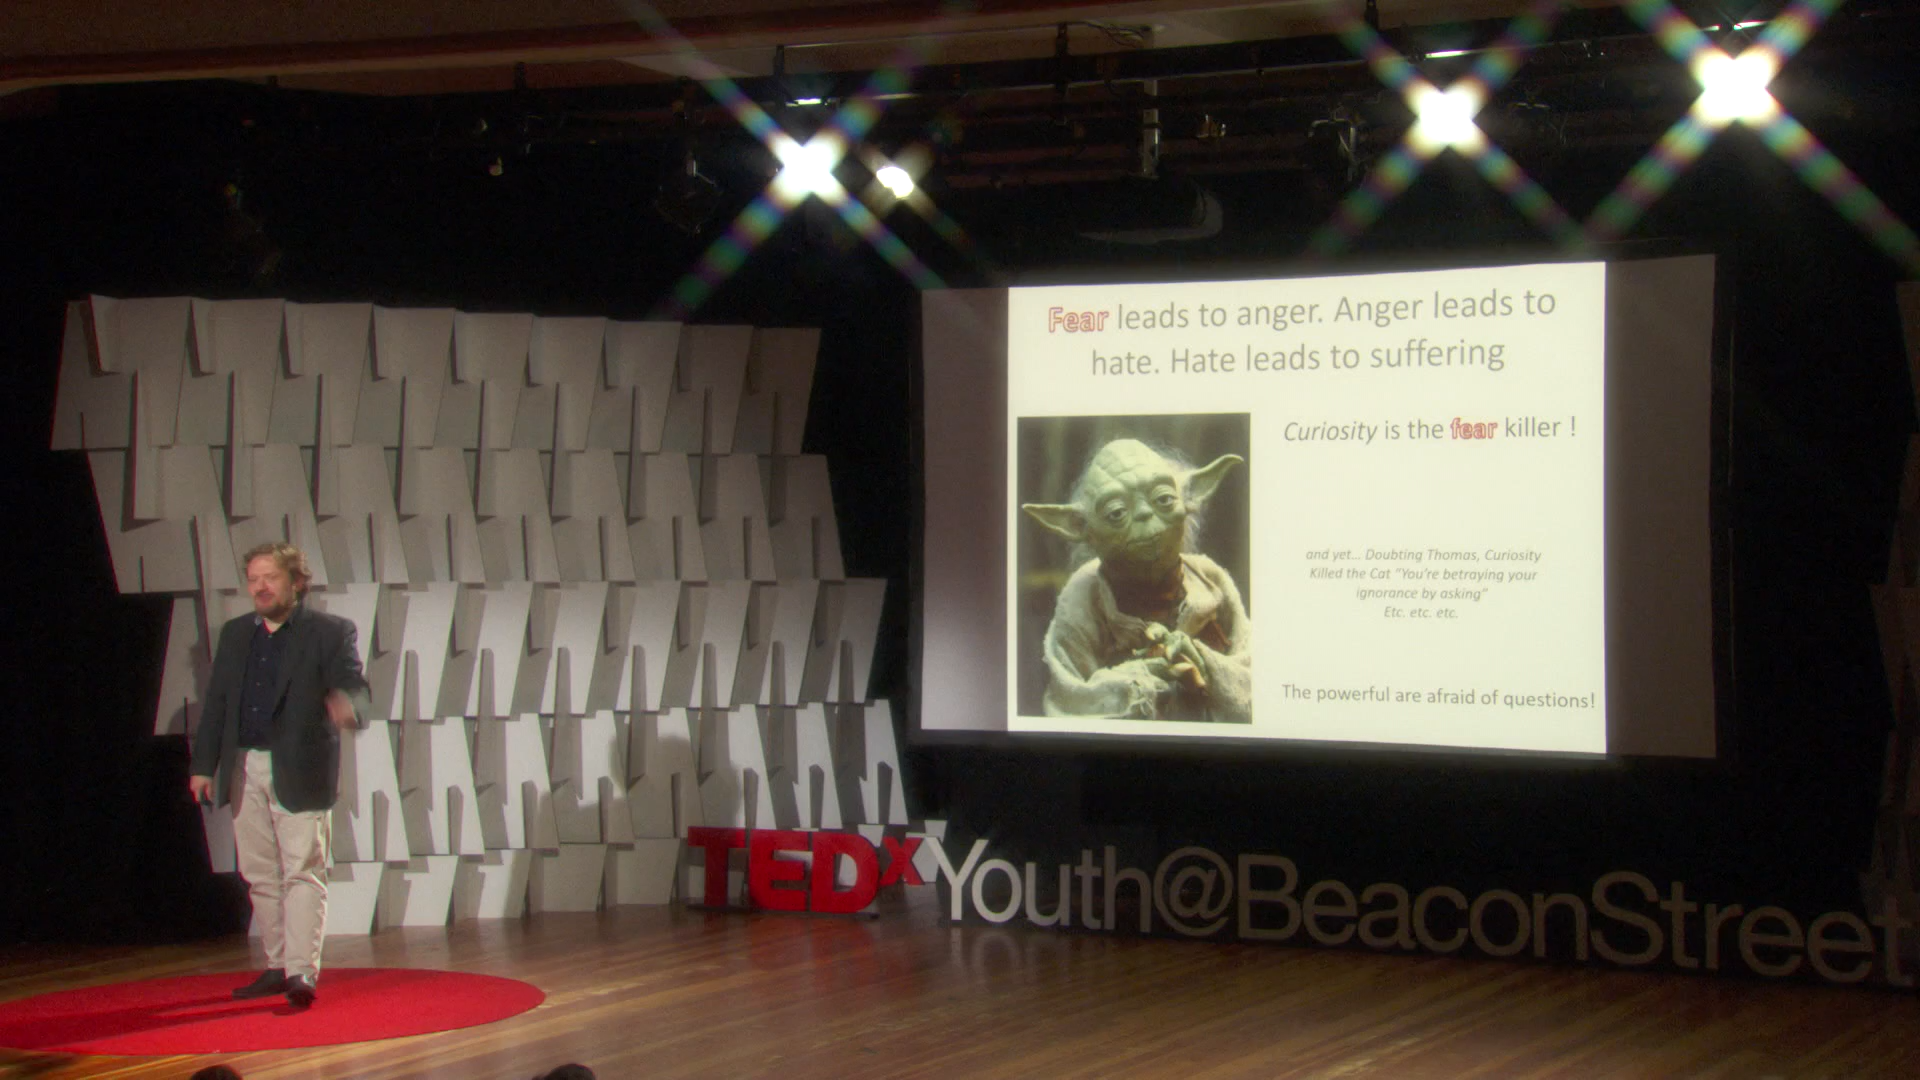 Fear leads to anger. Anger leads to
hate. Hate leads to suffering
Curiosity is the fear killer !
and yet... Doubting Thomas, Curiosity
Killed the Cat “You’re betraying your
ignorance by asking”
Etc. etc. etc.
The powerful are afraid of questions!
TEDxYouth@BeaconStreet